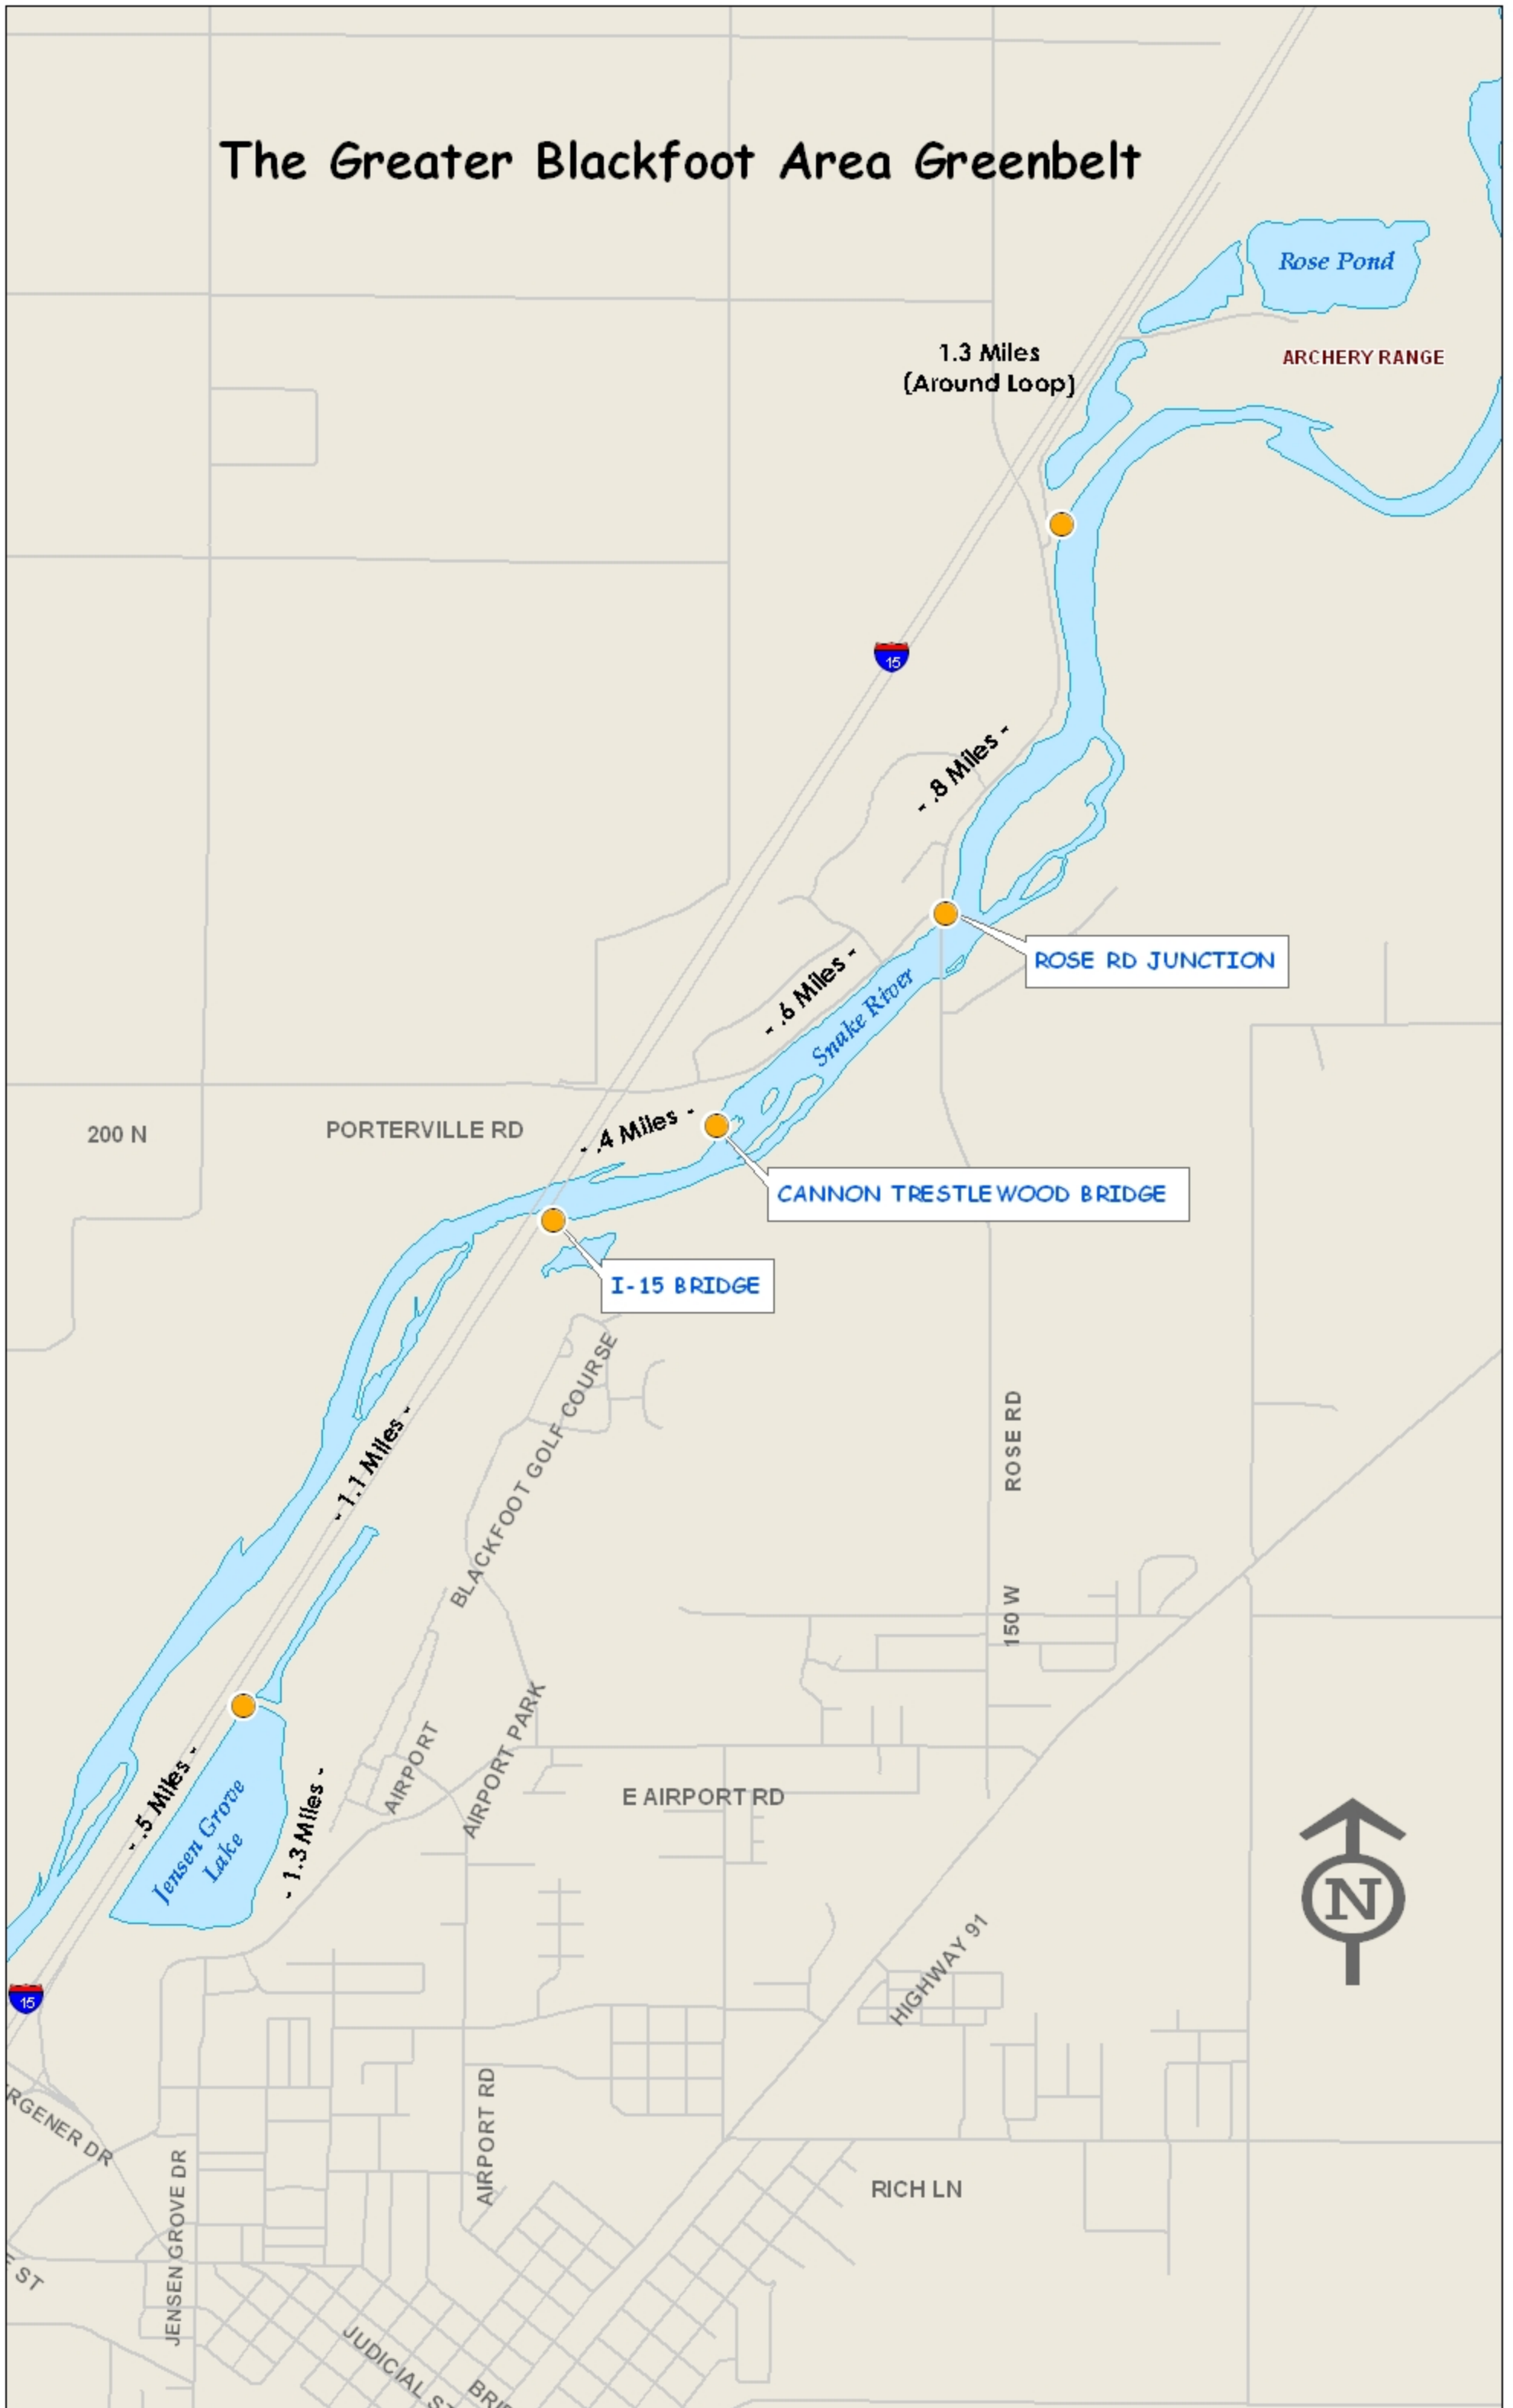 The Greater Blackfoot Area Greenbelt
Rose Pond
1.3 Miles
(Around Loop)
ARCHERY RANGE
15
- .8 Miles -
ROSE RD JUNCTION
- .6 Miles -
Snake River
200 N
PORTERVILLE RD
- .4 Miles -
CANNON TRESTLEWOOD BRIDGE
I-15 BRIDGE
BLACKFOOT GOLF COURSE
- 1.1 Miles -
ROSE RD
150 W
AIRPORT
AIRPORT PARK
E AIRPORT RD
- .5 Miles -
Jensen Grove
Lake
- 1.3 Miles -
N
HIGHWAY 91
15
RGENER DR
JENSEN GROVE DR
AIRPORT RD
RICH LN
ST
JUDICIAL ST
BRI